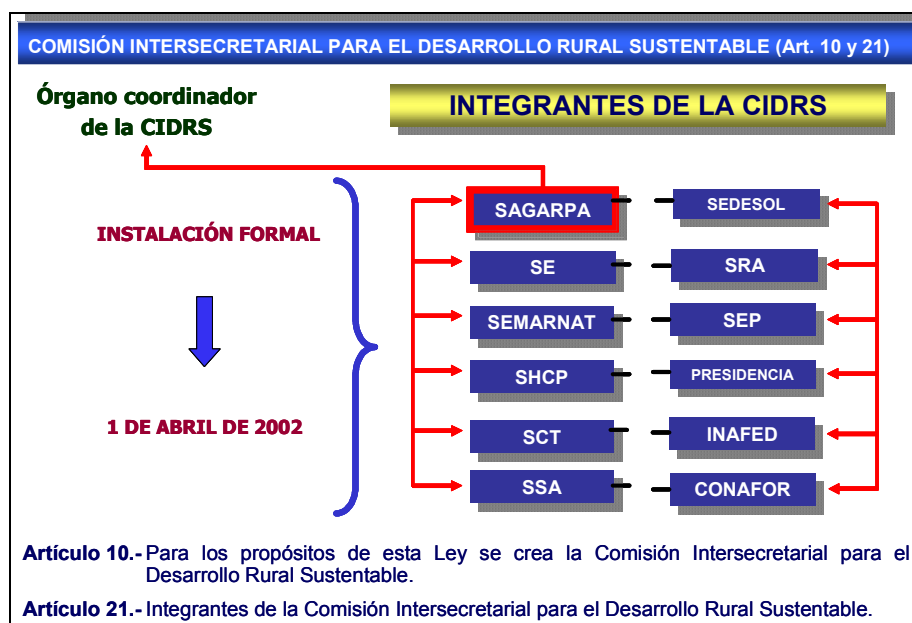 COMISIÓN INTERSECRETARIAL PARA EL DESARROLLO RURAL SUSTENTABLE (Art. 10 y 21)
Órgano coordinador
de la CIDRS
INTEGRANTES DE LA CIDRS
INSTALACIÓN FORMAL
1 DE ABRIL DE 2002
SAGARPA
SEDESOL
SE
SRA
SEMARNAT
SEP
SHCP
PRESIDENCIA
SCT
INAFED
SSA
CONAFOR
Artículo 10.- Para los propósitos de esta Ley se crea la Comisión Intersecretarial para el
Desarrollo Rural Sustentable.
Artículo 21.- Integrantes de la Comisión Intersecretarial para el Desarrollo Rural Sustentable.